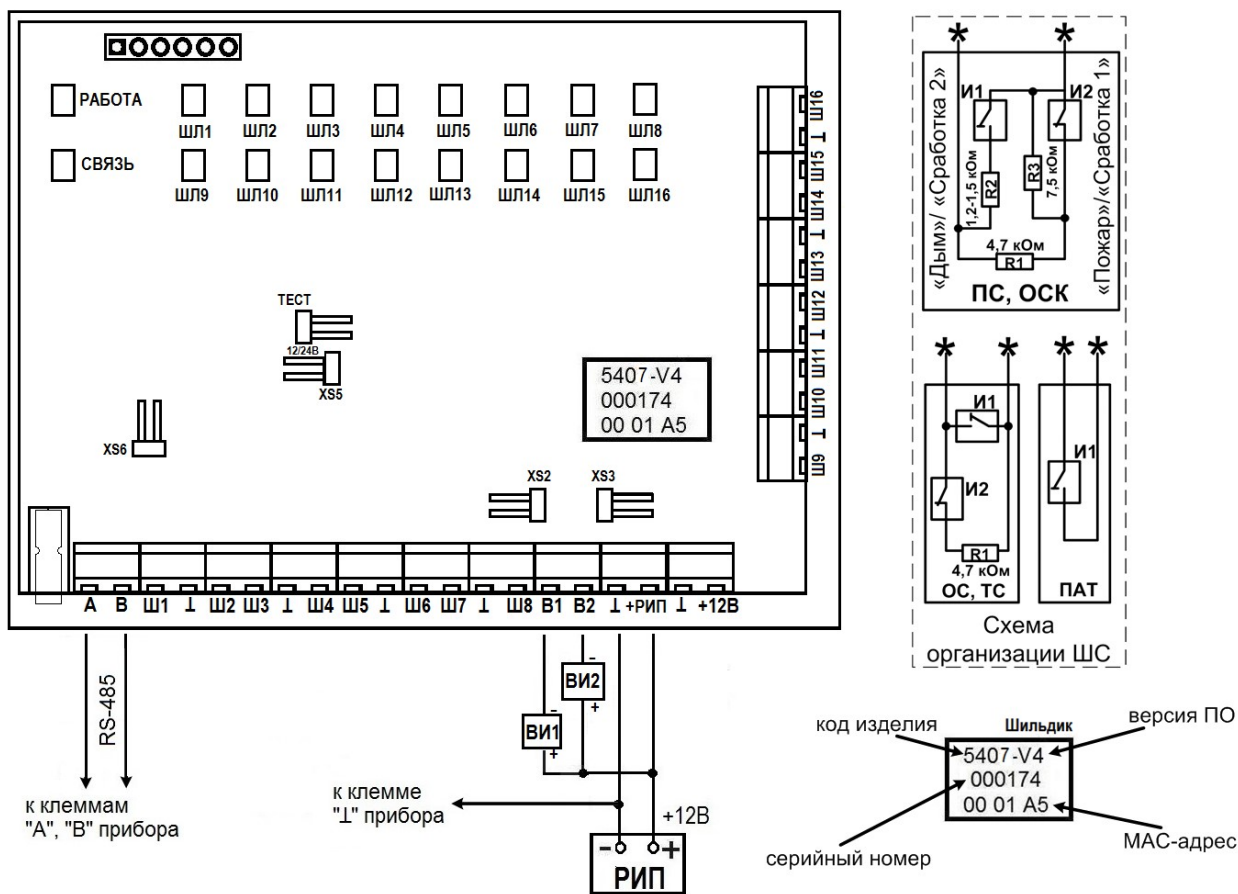 РАБОТА
ШЛ1 ШЛ2 ШЛ3 ШЛ4 ШЛ5 ШЛ6 ШЛ7 ШЛ8
СВЯЗЬ
ШЛ9 ШЛ10 ШЛ11 ШЛ12 ШЛ13 ШЛ14 ШЛ15 ШЛ16
ТЕСТ
12/24В
XS5
XS6
5407-V4
000174
00 01 A5
XS2 XS3
Ш16
⊥
Ш15
Ш14
⊥
Ш13
Ш12
⊥
Ш11
Ш10
⊥
Ш9
А В Ш1 ⊥ Ш2 Ш3 ⊥ Ш4 Ш5 ⊥ Ш6 Ш7 ⊥ Ш8 В1 В2 ⊥ +РИП ⊥ +12В
RS-485
к клеммам
"А", "В" прибора
-
ВИ1
+
-
ВИ2
+
к клемме
"⊥" прибора
+12В
- +
РИП
* *
«Дым»/ «Сработка 2»
И1 И2
1,2-1,5 кОм
R2
R3
7,5 кОм
4,7 кОм
R1
«Пожар»/«Сработка 1»
ПС, ОСК
* *
И1
И2
R1
4,7 кОм
ОС, ТС
* *
И1
ПАТ
Схема
организации ШС
код изделия
Шильдик
версия ПО
5407-V4
000174
00 01 A5
серийный номер
МАС-адрес